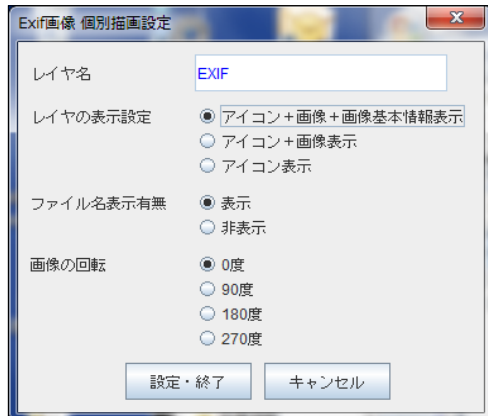 Exif画像 個別描画設定
レイヤ名 EXIF
レイヤの表示設定 アイコン+画像+画像基本情報表示
アイコン+画像表示
アイコン表示
ファイル名表示有無 表示
非表示
画像の回転 0度
90度
180度
270度
設定・終了 キャンセル